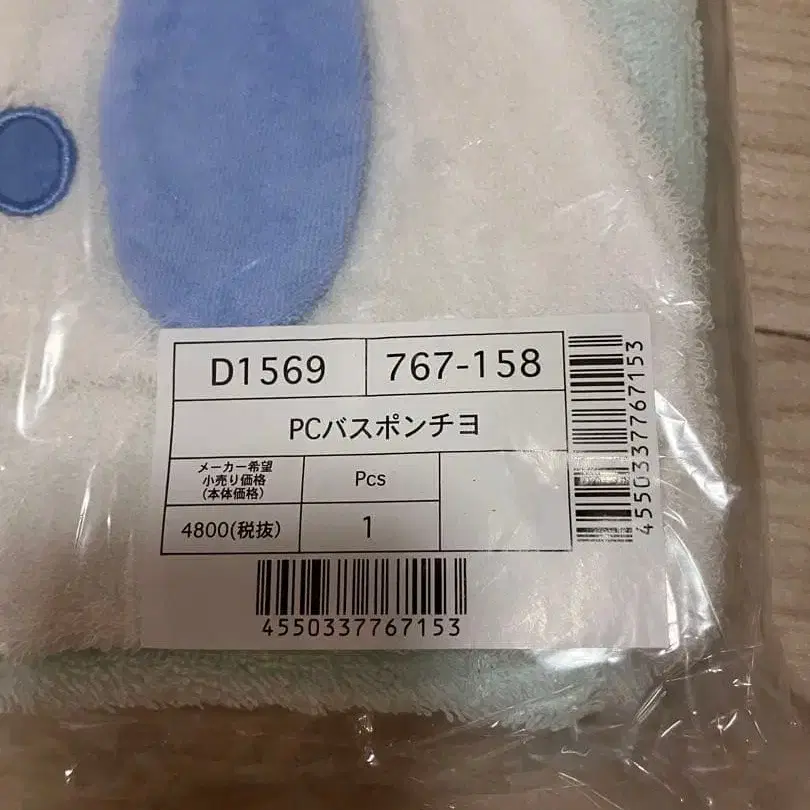 D1569
767-158
PCバスポンチヨ
メーカー希望
小売り価格
(本体価格)
Pcs
4800(税抜)
1
4550337767153
4550337767153